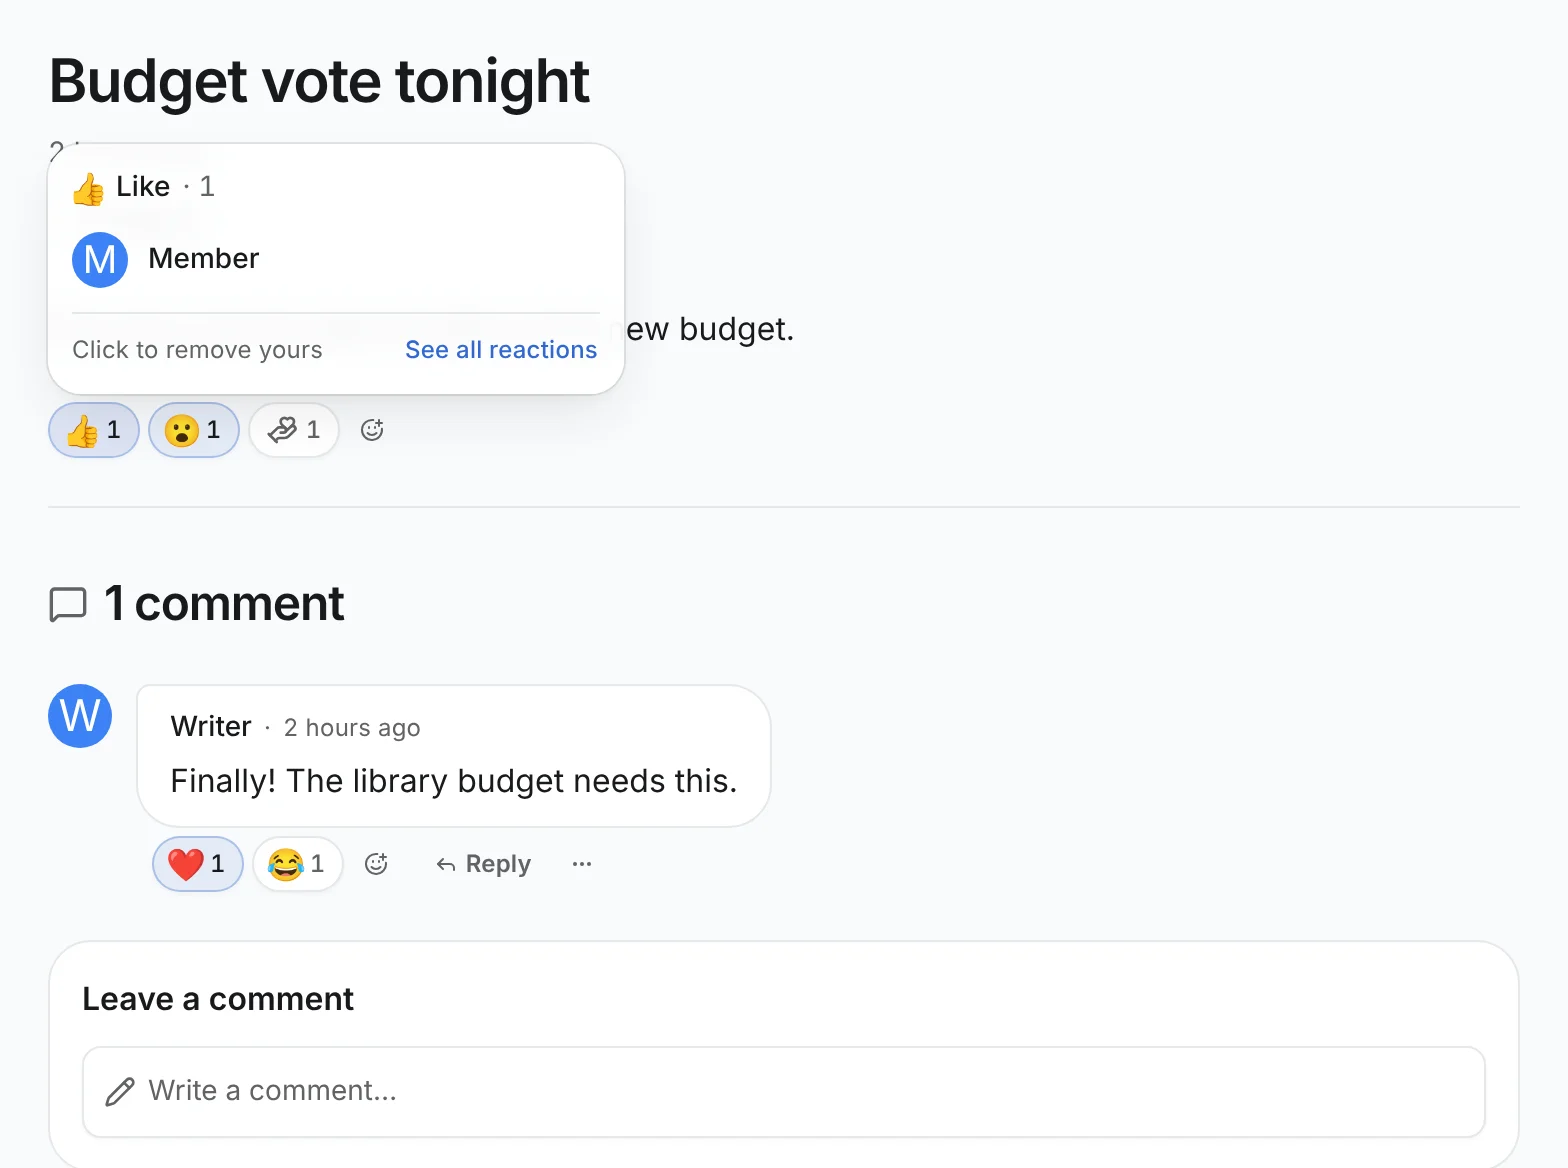 Budget vote tonight
👍 Like · 1
M Member
ew budget.
Click to remove yours See all reactions
👍 1 😮 1 1
1 comment
W
Writer · 2 hours ago
Finally! The library budget needs this.
❤️ 1 😂 1 Reply ···
Leave a comment
Write a comment...